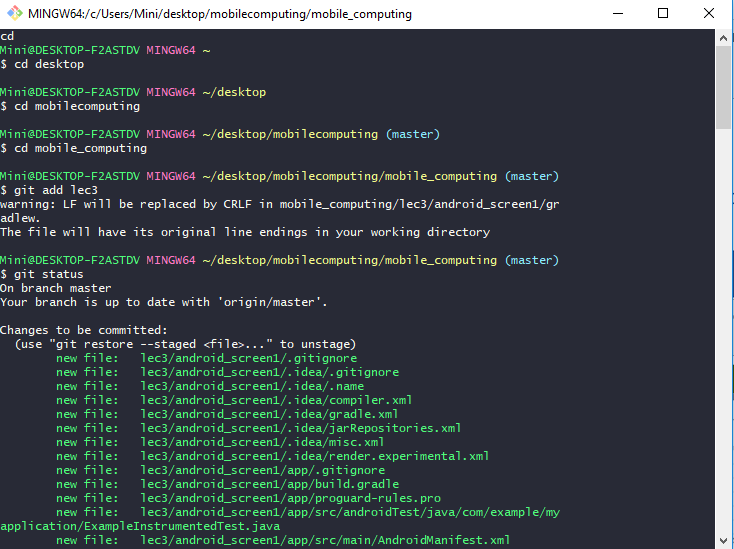 MINGW64:/c/Users/Mini/desktop/mobilecomputing/mobile_computing
cd
Mini@DESKTOP-F2ASTDV MINGW64 ~
$ cd desktop
Mini@DESKTOP-F2ASTDV MINGW64 ~/desktop
$ cd mobilecomputing
Mini@DESKTOP-F2ASTDV MINGW64 ~/desktop/mobilecomputing (master)
$ cd mobile_computing
Mini@DESKTOP-F2ASTDV MINGW64 ~/desktop/mobilecomputing/mobile_computing (master)
$ git add lec3
warning: LF will be replaced by CRLF in mobile_computing/lec3/android_screen1/gr
adlew.
The file will have its original line endings in your working directory
Mini@DESKTOP-F2ASTDV MINGW64 ~/desktop/mobilecomputing/mobile_computing (master)
$ git status
On branch master
Your branch is up to date with 'origin/master'.
Changes to be committed:
  (use "git restore --staged <file>..." to unstage)
        new file:   lec3/android_screen1/.gitignore
        new file:   lec3/android_screen1/.idea/.gitignore
        new file:   lec3/android_screen1/.idea/.name
        new file:   lec3/android_screen1/.idea/compiler.xml
        new file:   lec3/android_screen1/.idea/gradle.xml
        new file:   lec3/android_screen1/.idea/jarRepositories.xml
        new file:   lec3/android_screen1/.idea/misc.xml
        new file:   lec3/android_screen1/.idea/render.experimental.xml
        new file:   lec3/android_screen1/app/.gitignore
        new file:   lec3/android_screen1/app/build.gradle
        new file:   lec3/android_screen1/app/proguard-rules.pro
        new file:   lec3/android_screen1/app/src/androidTest/java/com/example/my
application/ExampleInstrumentedTest.java
        new file:   lec3/android_screen1/app/src/main/AndroidManifest.xml